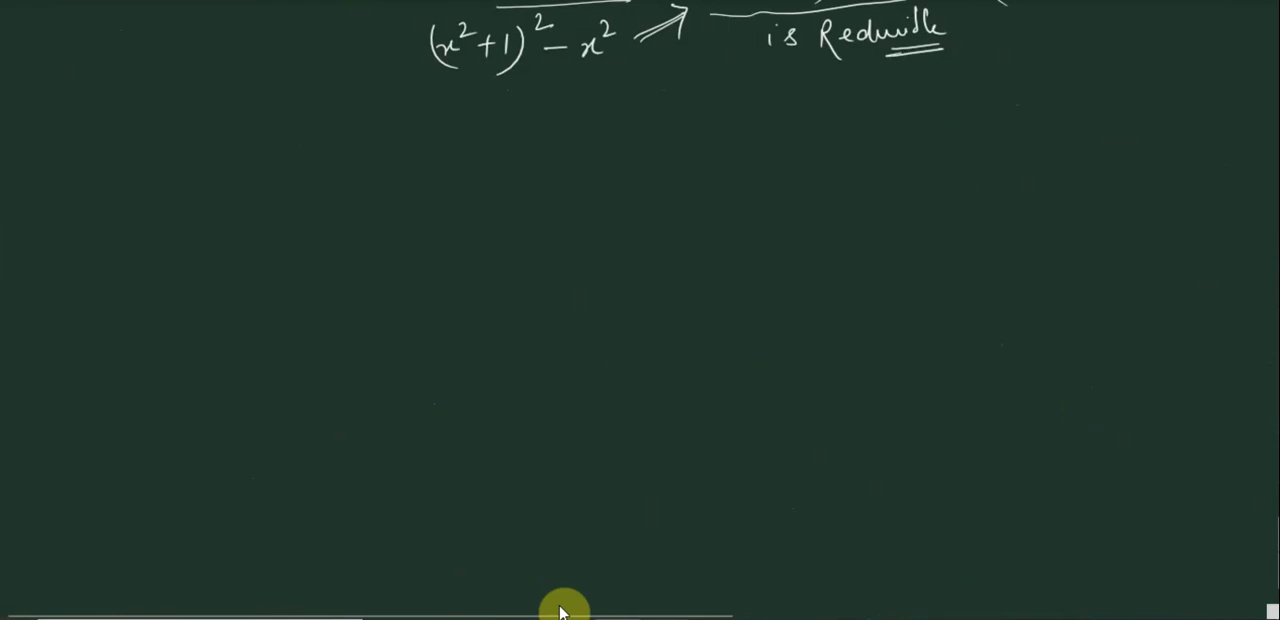 (x²+1)² - x² ⇒ is Reducible